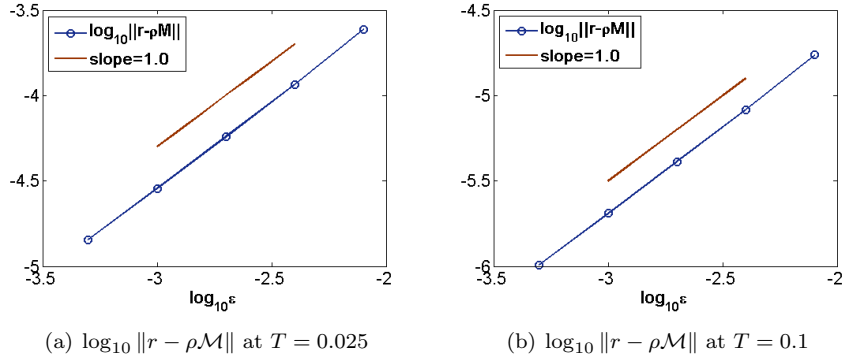 -3.5
-4
-4.5
-5
log₁₀||r-ρM||
slope=1.0
-3.5 -3 -2.5 -2
log₁₀ε
(a) log₁₀ ‖r − ρℳ‖ at T = 0.025
-4.5
-5
-5.5
-6
log₁₀||r-ρM||
slope=1.0
-3.5 -3 -2.5 -2
log₁₀ε
(b) log₁₀ ‖r − ρℳ‖ at T = 0.1